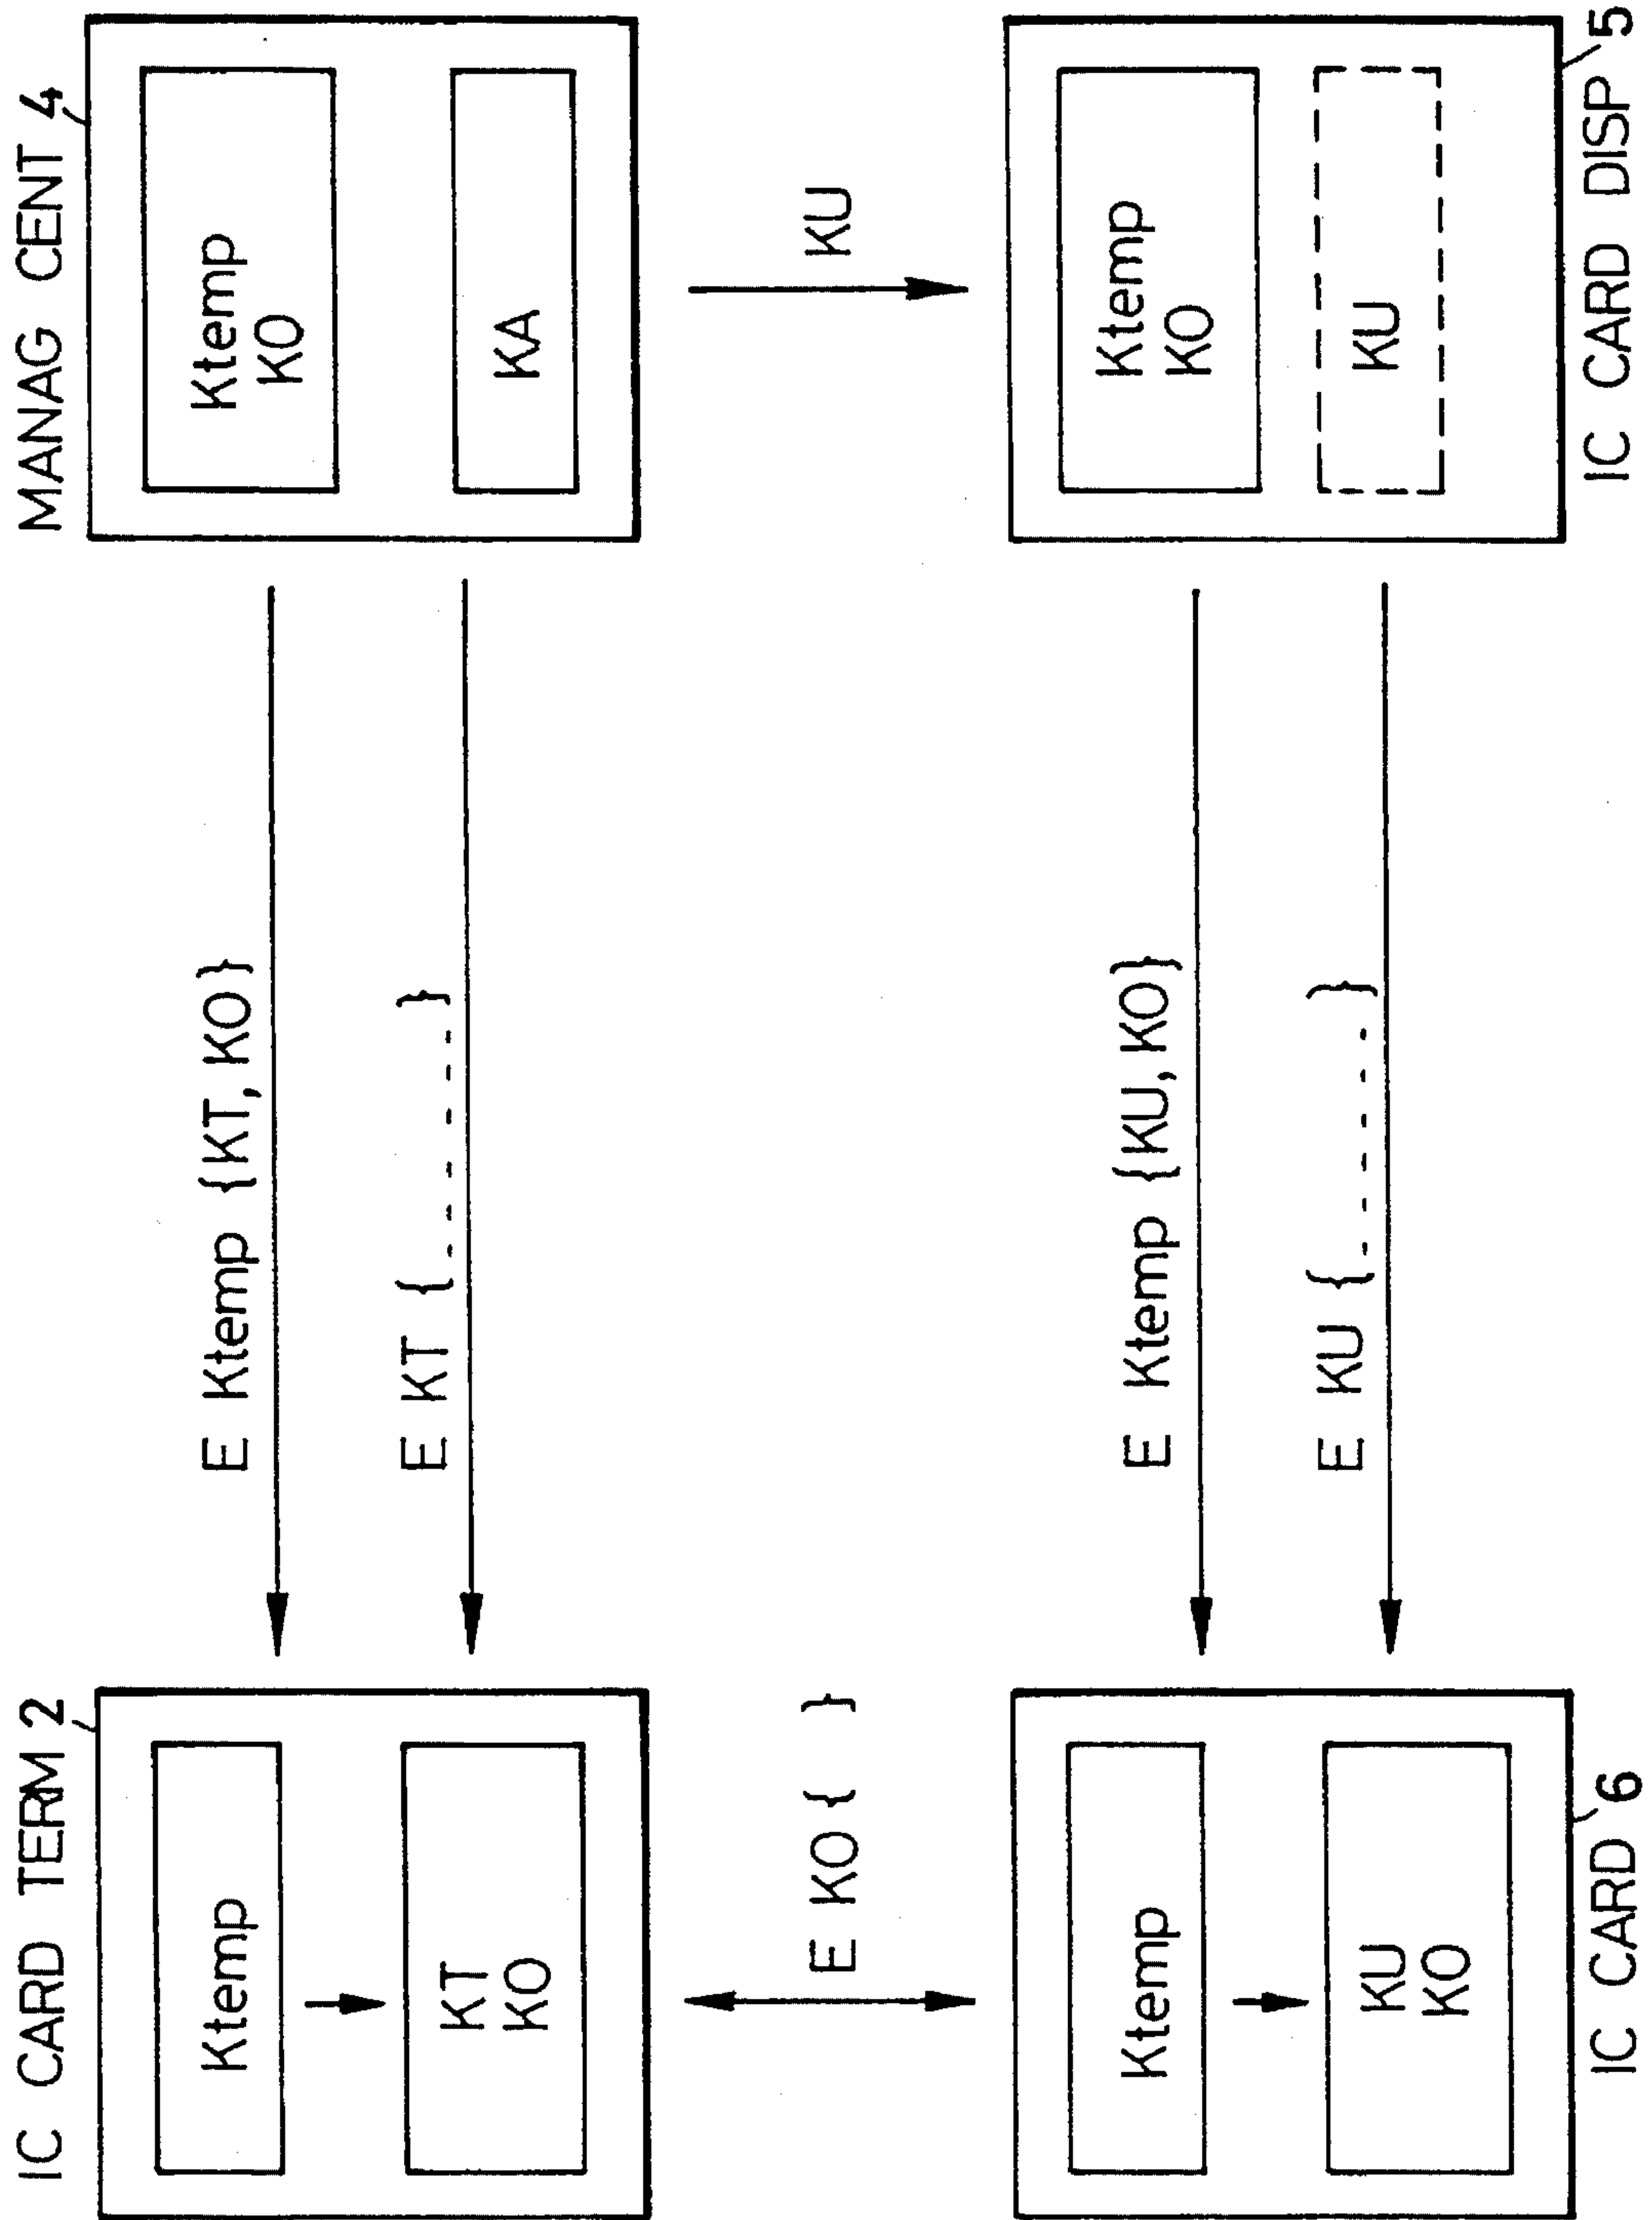 IC CARD TERM 2
Ktemp
KT
KO
E Ktemp {KT, KO}
E KT {- - - - - - -}
MANAG CENT 4
Ktemp
KO
KA
E KO { }
KU
IC CARD 6
Ktemp
KU
KO
E Ktemp {KU, KO}
E KU {- - - - - - -}
IC CARD DISP 5
Ktemp
KO
KU